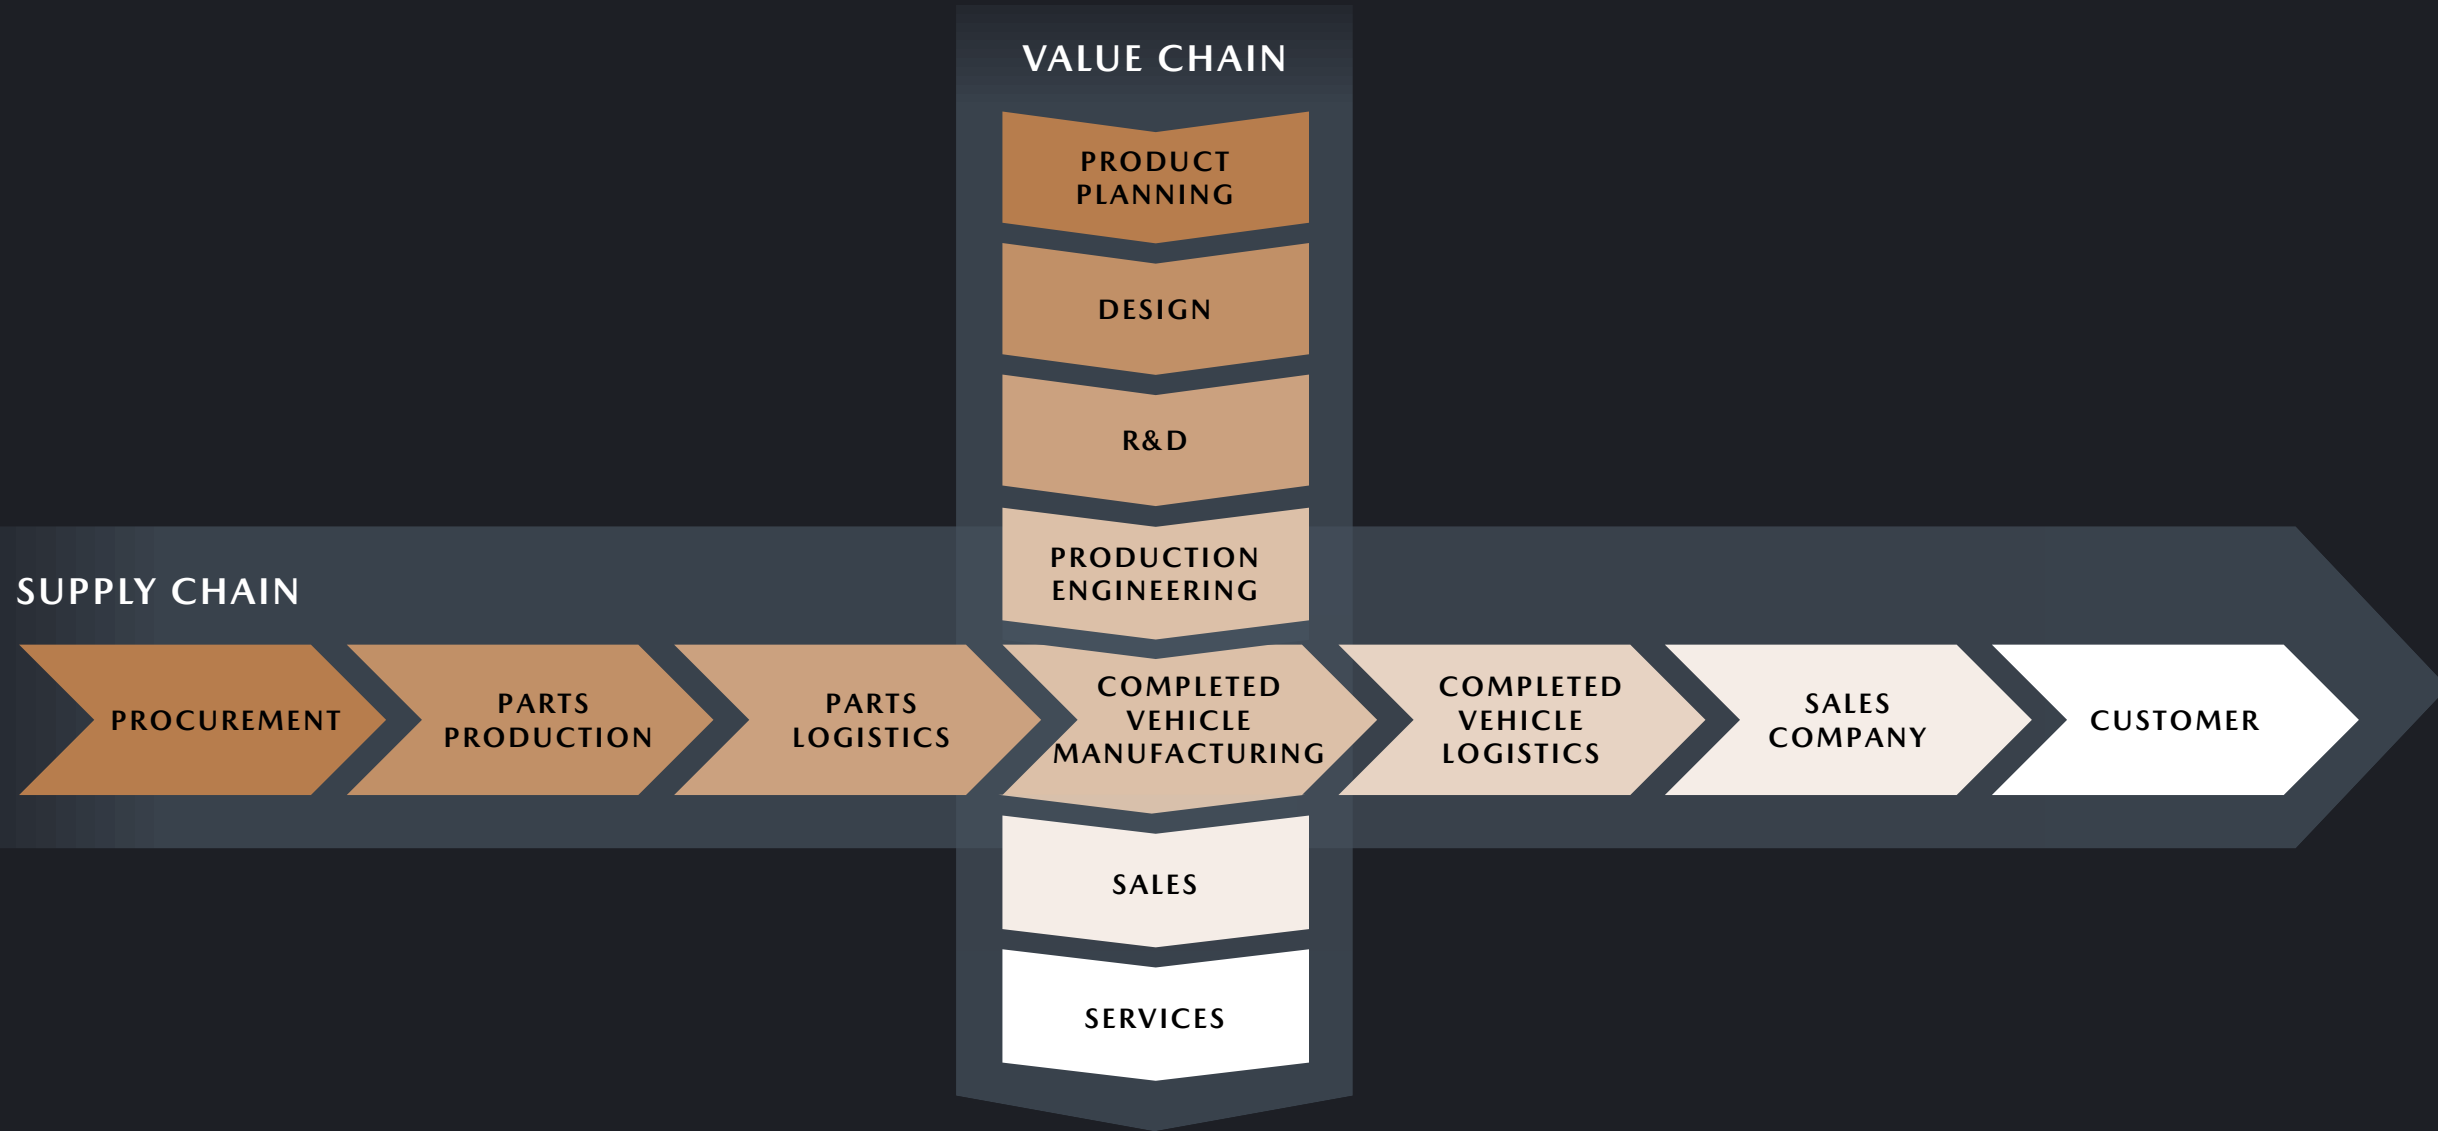 VALUE CHAIN
PRODUCT
PLANNING
DESIGN
R&D
PRODUCTION
ENGINEERING
SUPPLY CHAIN
PROCUREMENT
PARTS
PRODUCTION
PARTS
LOGISTICS
COMPLETED
VEHICLE
MANUFACTURING
COMPLETED
VEHICLE
LOGISTICS
SALES
COMPANY
CUSTOMER
SALES
SERVICES